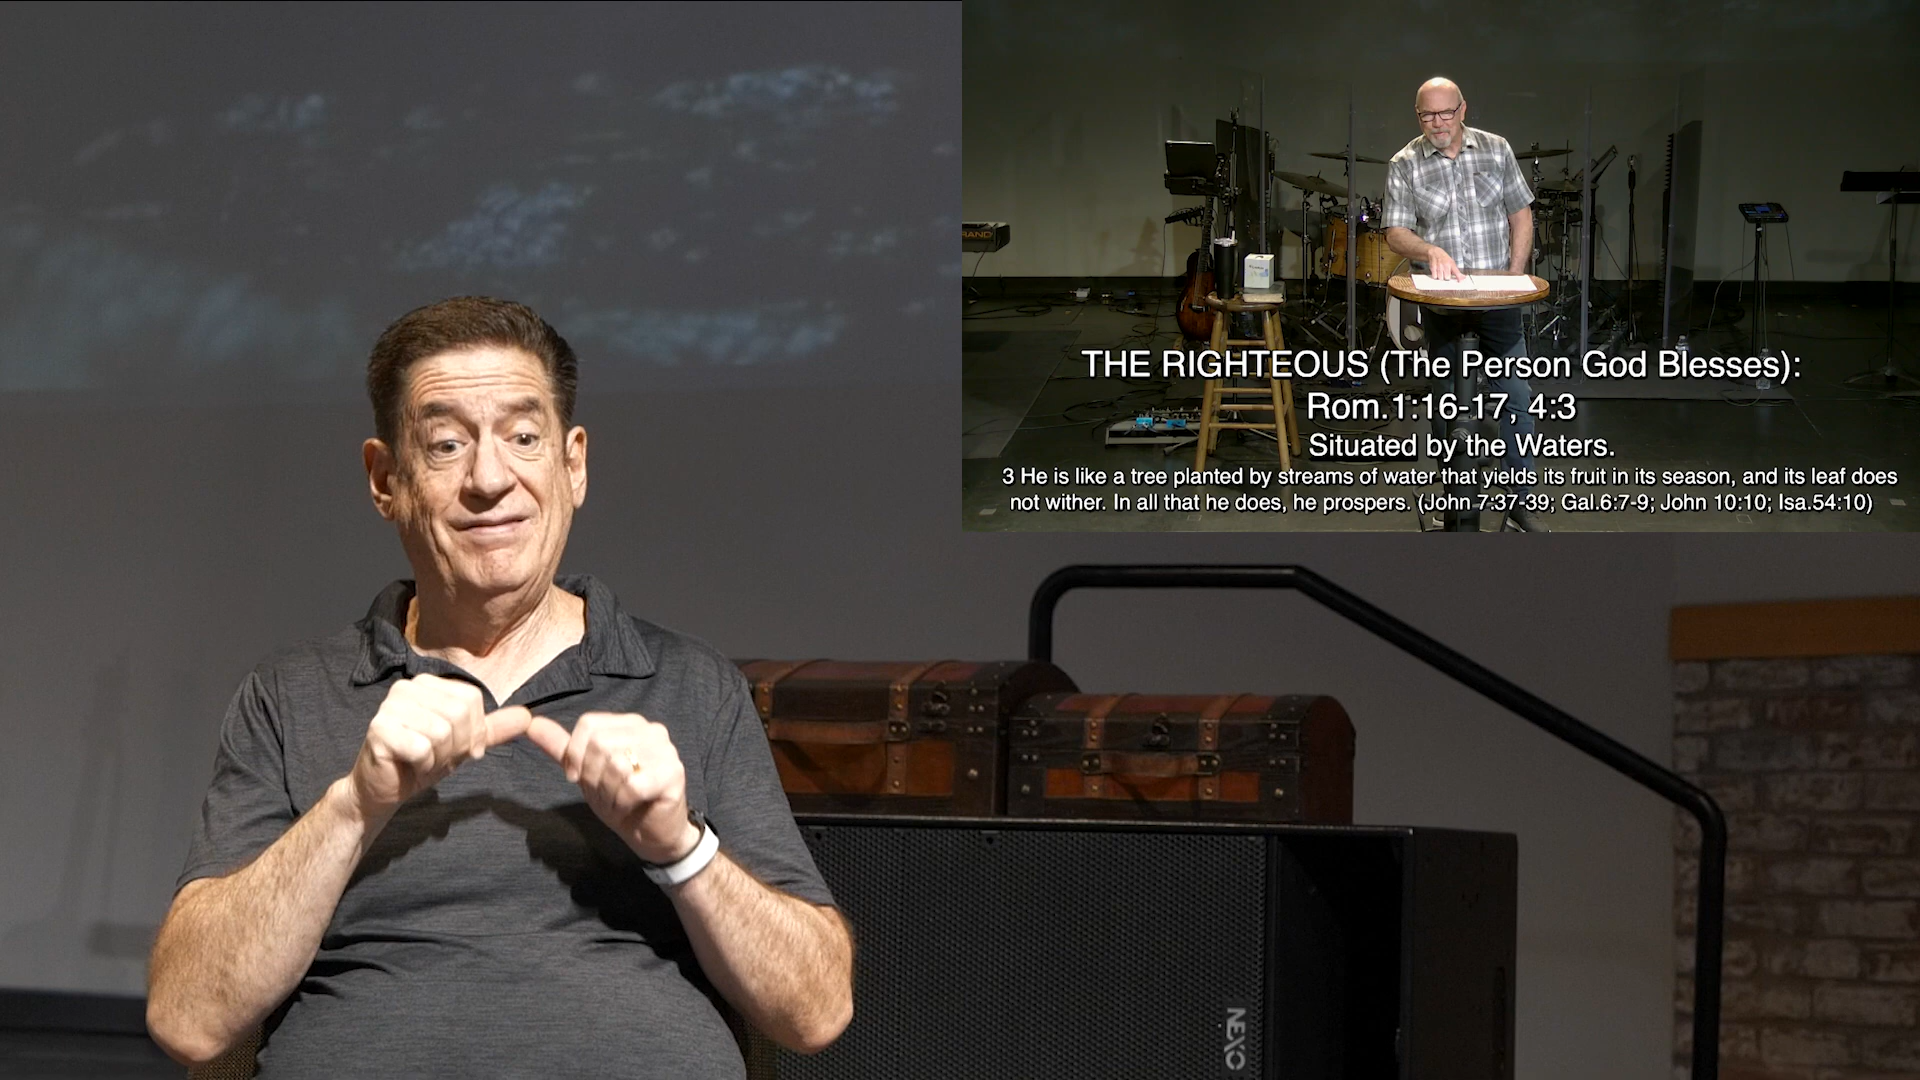 RAND
THE RIGHTEOUS (The Person God Blesses):
Rom.1:16-17, 4:3
Situated by the Waters.
3 He is like a tree planted by streams of water that yields its fruit in its season, and its leaf does
not wither. In all that he does, he prospers. (John 7:37-39; Gal.6:7-9; John 10:10; Isa.54:10)
NEXO